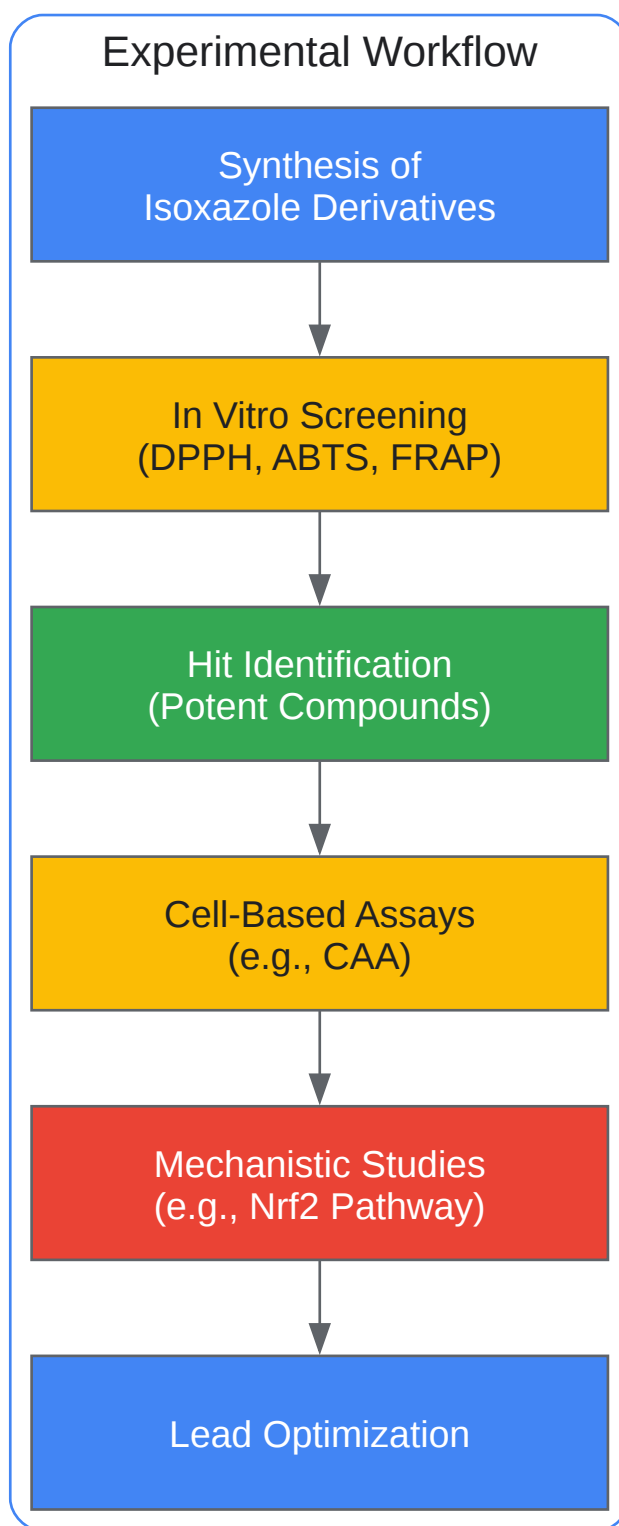 Experimental Workflow
Synthesis of
Isoxazole Derivatives
In Vitro Screening
(DPPH, ABTS, FRAP)
Hit Identification
(Potent Compounds)
Cell-Based Assays
(e.g., CAA)
Mechanistic Studies
(e.g., Nrf2 Pathway)
Lead Optimization